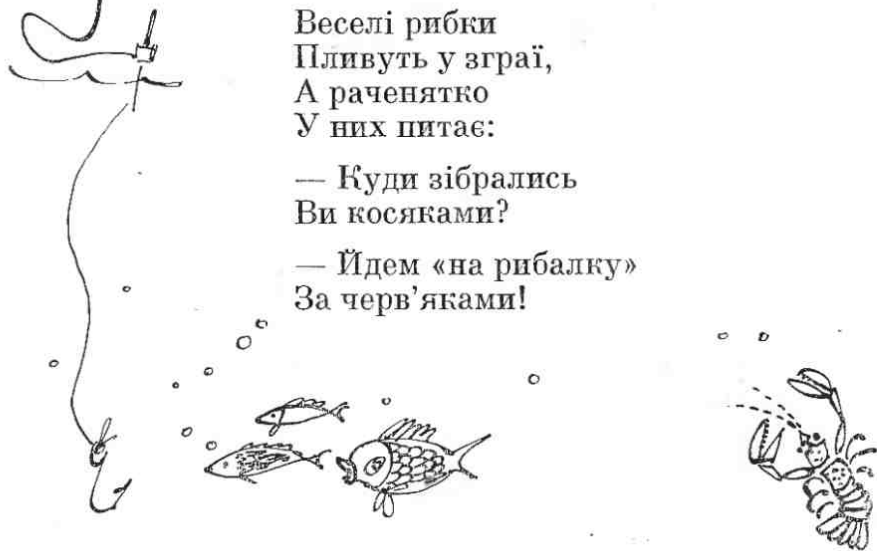 Веселі рибки
Пливуть у зграї,
А раченятко
У них питає:
— Куди зібрались
Ви косяками?
— Йдем «на рибалку»
За черв’яками!